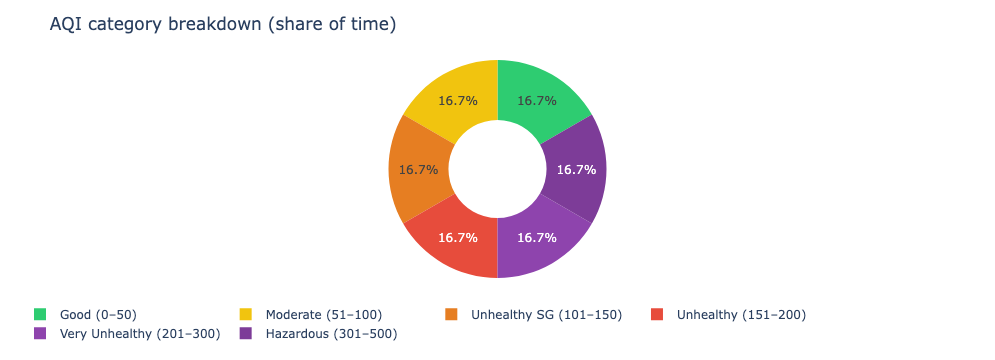 AQI category breakdown (share of time)
16.7% 16.7%
16.7% 16.7%
16.7% 16.7%
Good (0–50) Moderate (51–100) Unhealthy SG (101–150) Unhealthy (151–200)
Very Unhealthy (201–300) Hazardous (301–500)